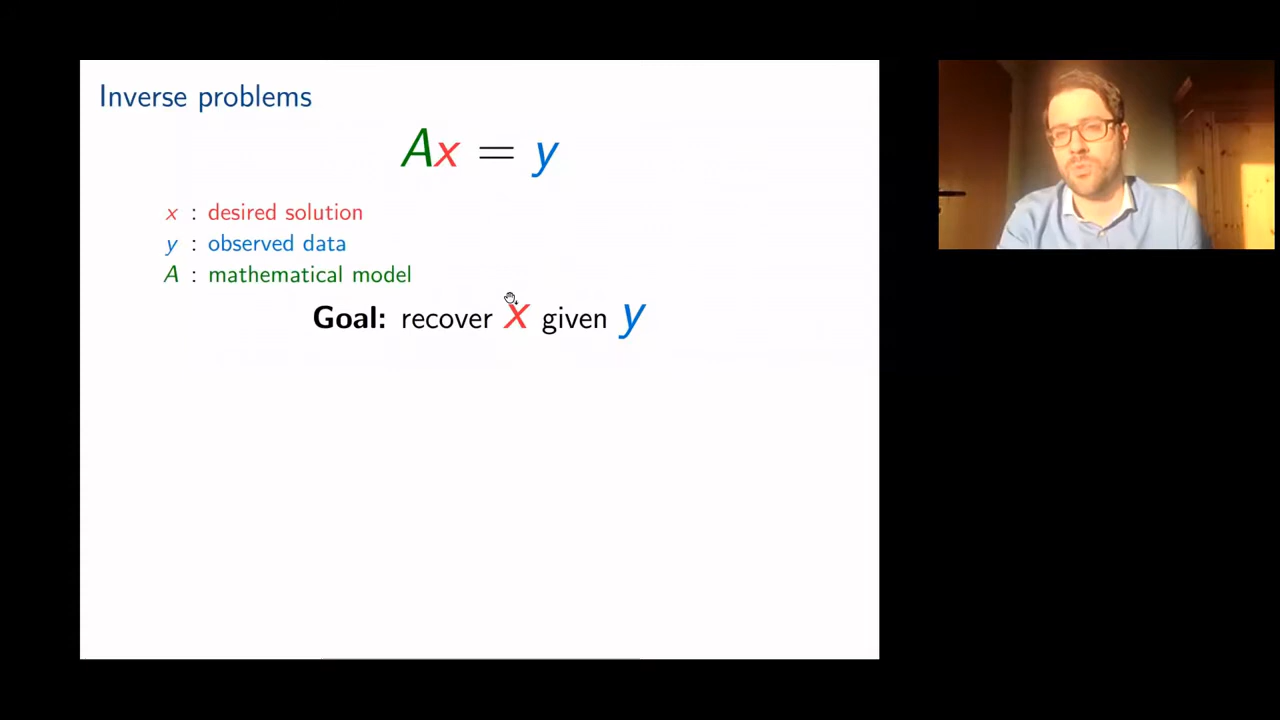 Inverse problems
Ax = y
x : desired solution
y : observed data
A : mathematical model
Goal: recover x given y